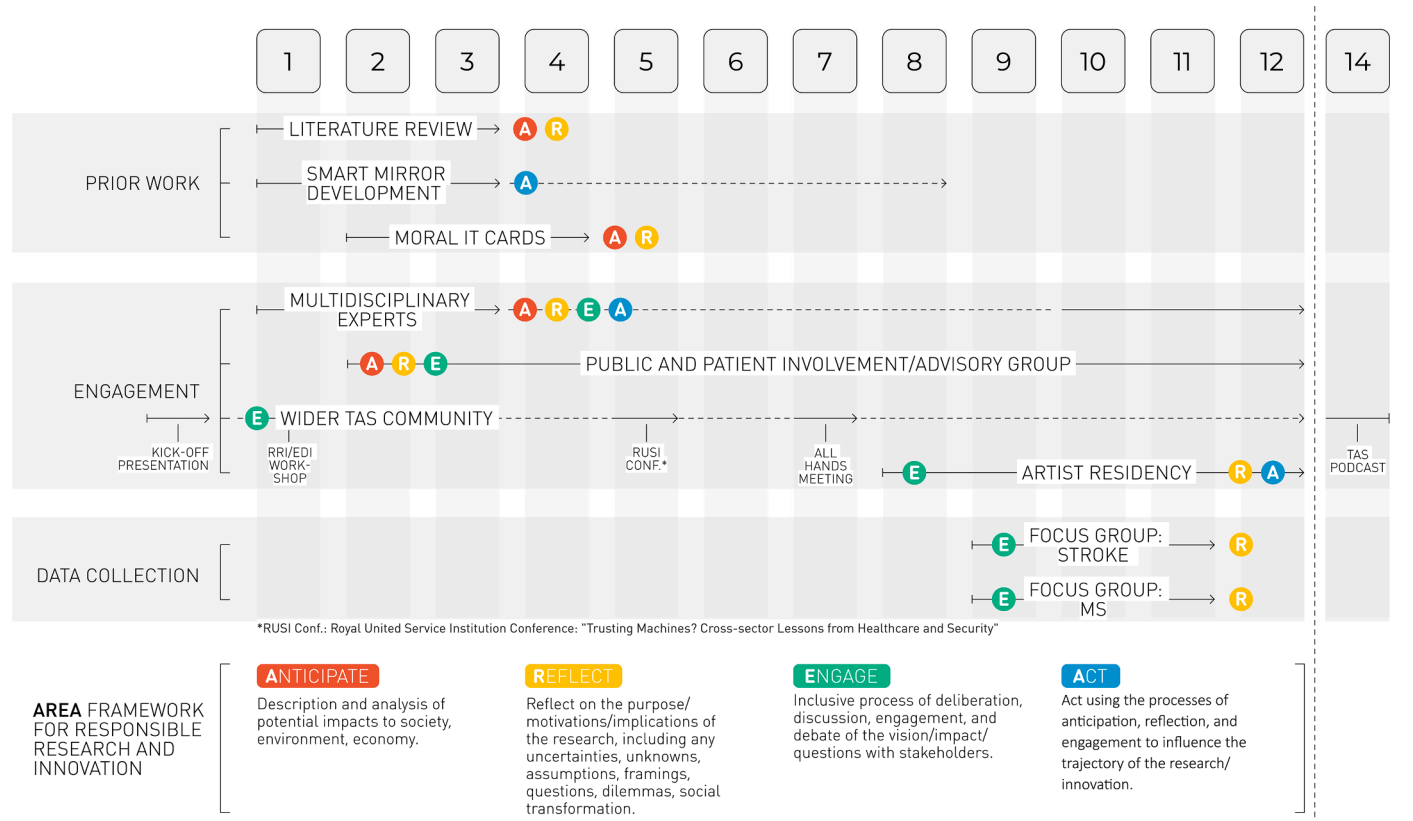 1 2 3 4 5 6 7 8 9 10 11 12 14
PRIOR WORK
LITERATURE REVIEW
A R
SMART MIRROR
DEVELOPMENT
A
MORAL IT CARDS
A R
ENGAGEMENT
MULTIDISCIPLINARY
EXPERTS
A R E A
A R E
PUBLIC AND PATIENT INVOLVEMENT/ADVISORY GROUP
E
WIDER TAS COMMUNITY
KICK-OFF
PRESENTATION
RRI/EDI
WORK-
SHOP
RUSI
CONF.*
ALL
HANDS
MEETING
TAS
PODCAST
E
ARTIST RESIDENCY
R A
DATA COLLECTION
E
FOCUS GROUP:
STROKE
R
E
FOCUS GROUP:
MS
R
*RUSI Conf.: Royal United Service Institution Conference: "Trusting Machines? Cross-sector Lessons from Healthcare and Security"
AREA FRAMEWORK
FOR RESPONSIBLE
RESEARCH AND
INNOVATION
ANTICIPATE
Description and analysis of
potential impacts to society,
environment, economy.
REFLECT
Reflect on the purpose/
motivations/implications of
the research, including any
uncertainties, unknowns,
assumptions, framings,
questions, dilemmas, social
transformation.
ENGAGE
Inclusive process of deliberation,
discussion, engagement, and
debate of the vision/impact/
questions with stakeholders.
ACT
Act using the processes of
anticipation, reflection, and
engagement to influence the
trajectory of the research/
innovation.